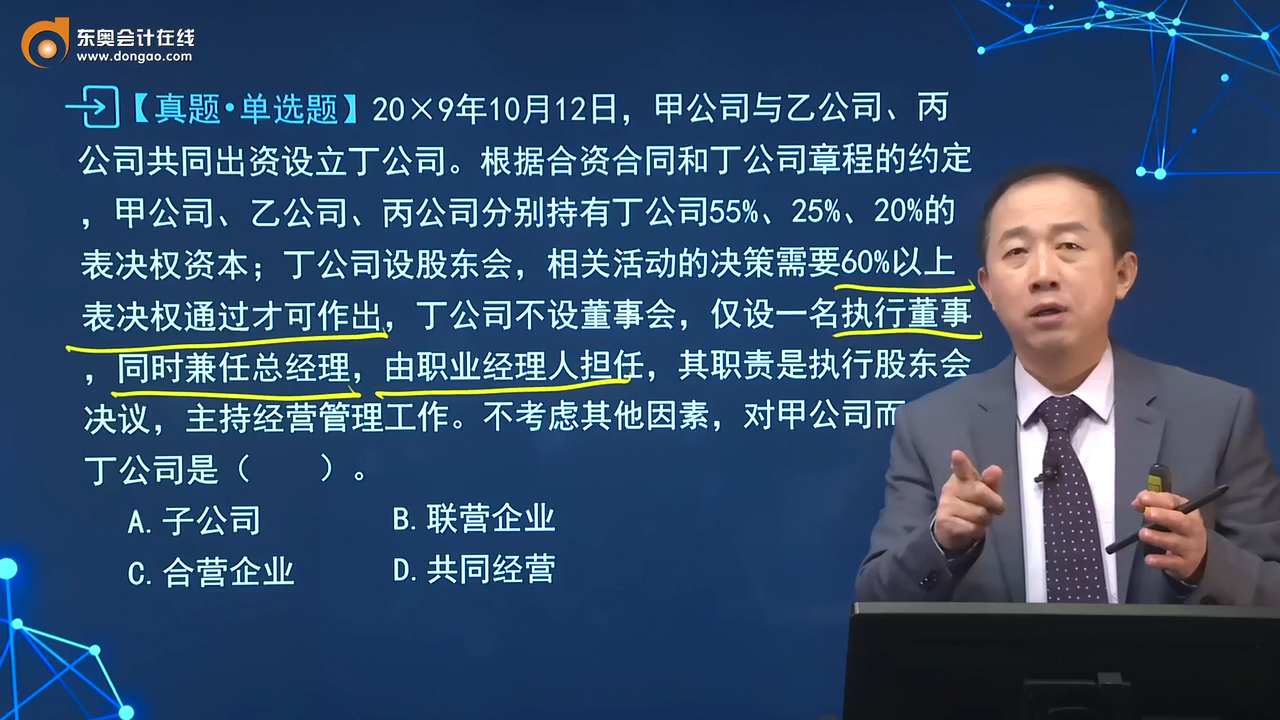 东奥会计在线
www.dongao.com
【真题·单选题】20×9年10月12日，甲公司与乙公司、丙
公司共同出资设立丁公司。根据合资合同和丁公司章程的约定
，甲公司、乙公司、丙公司分别持有丁公司55%、25%、20%的
表决权资本；丁公司设股东会，相关活动的决策需要60%以上
表决权通过才可作出，丁公司不设董事会，仅设一名执行董事
，同时兼任总经理，由职业经理人担任，其职责是执行股东会
决议，主持经营管理工作。不考虑其他因素，对甲公司而
丁公司是（　　）。
A.子公司
B.联营企业
C.合营企业
D.共同经营